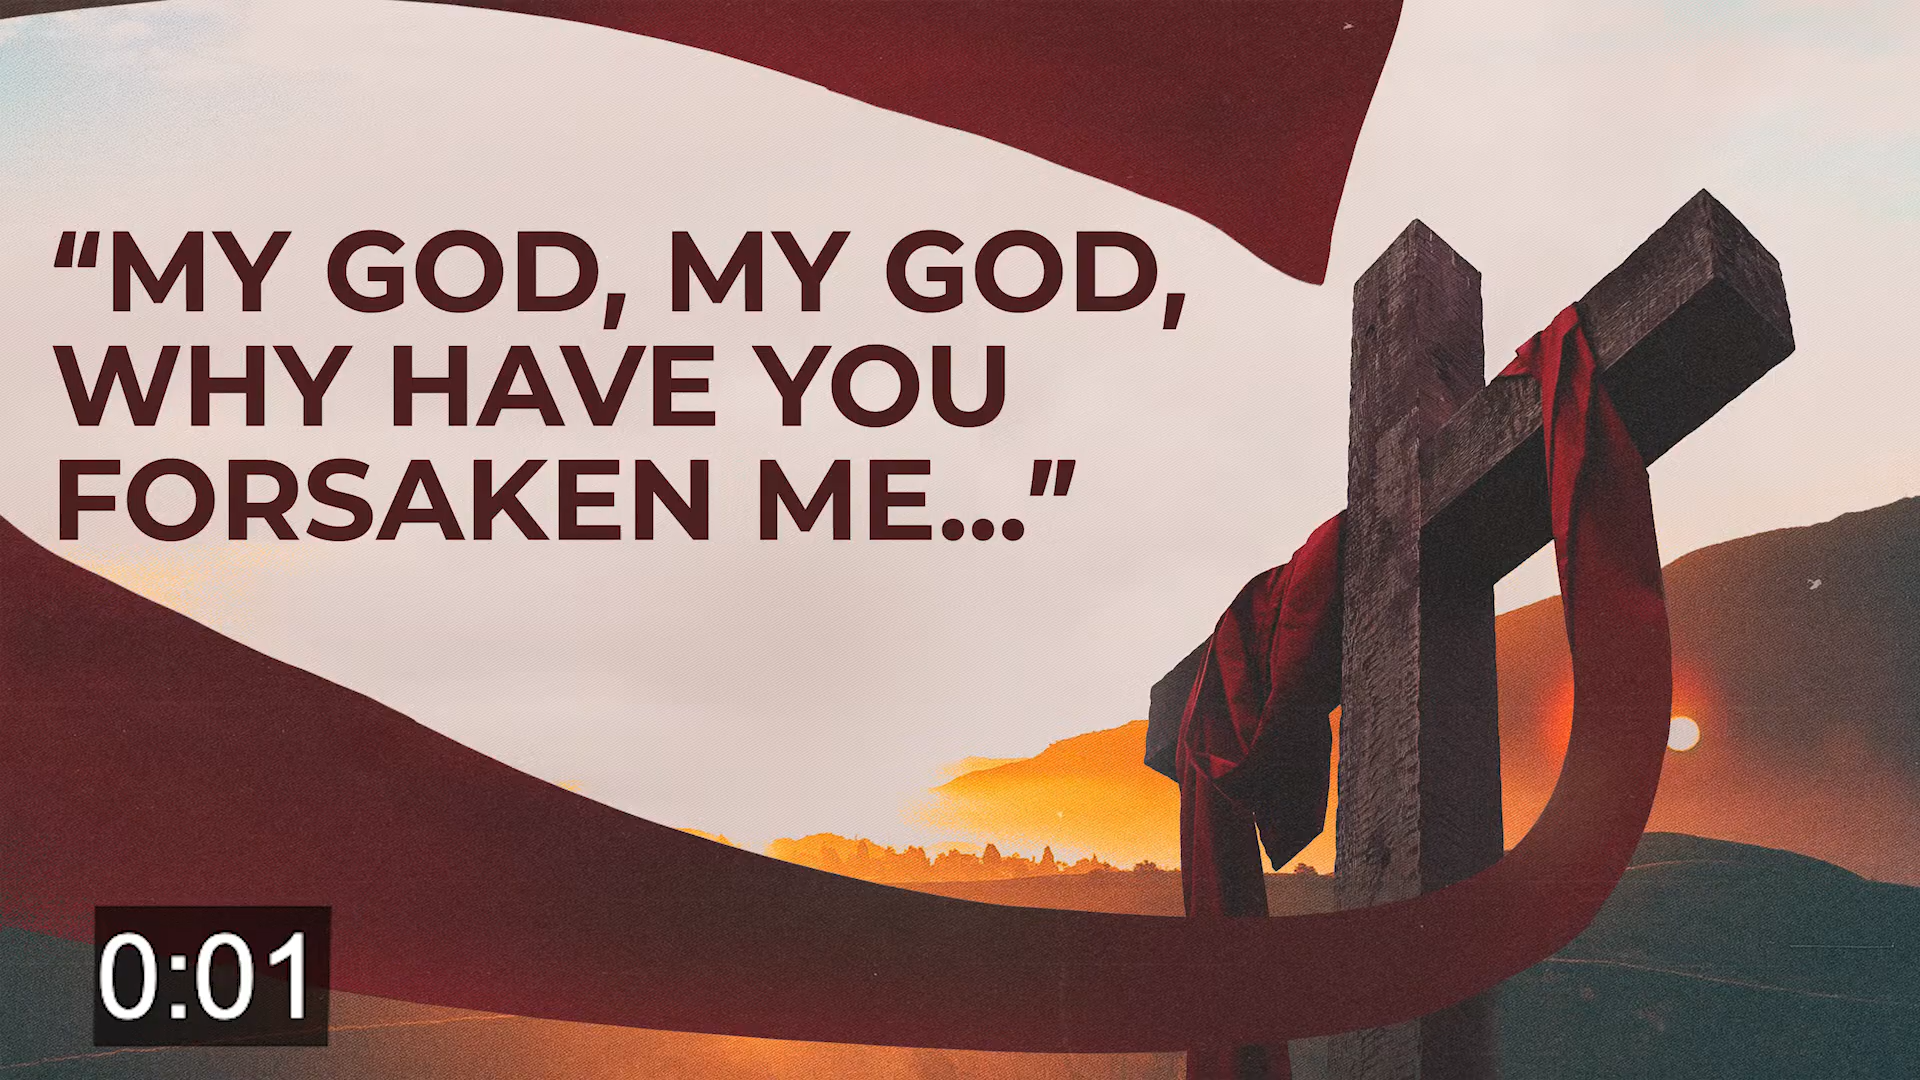 “MY GOD, MY GOD,
WHY HAVE YOU
FORSAKEN ME...”
0:01